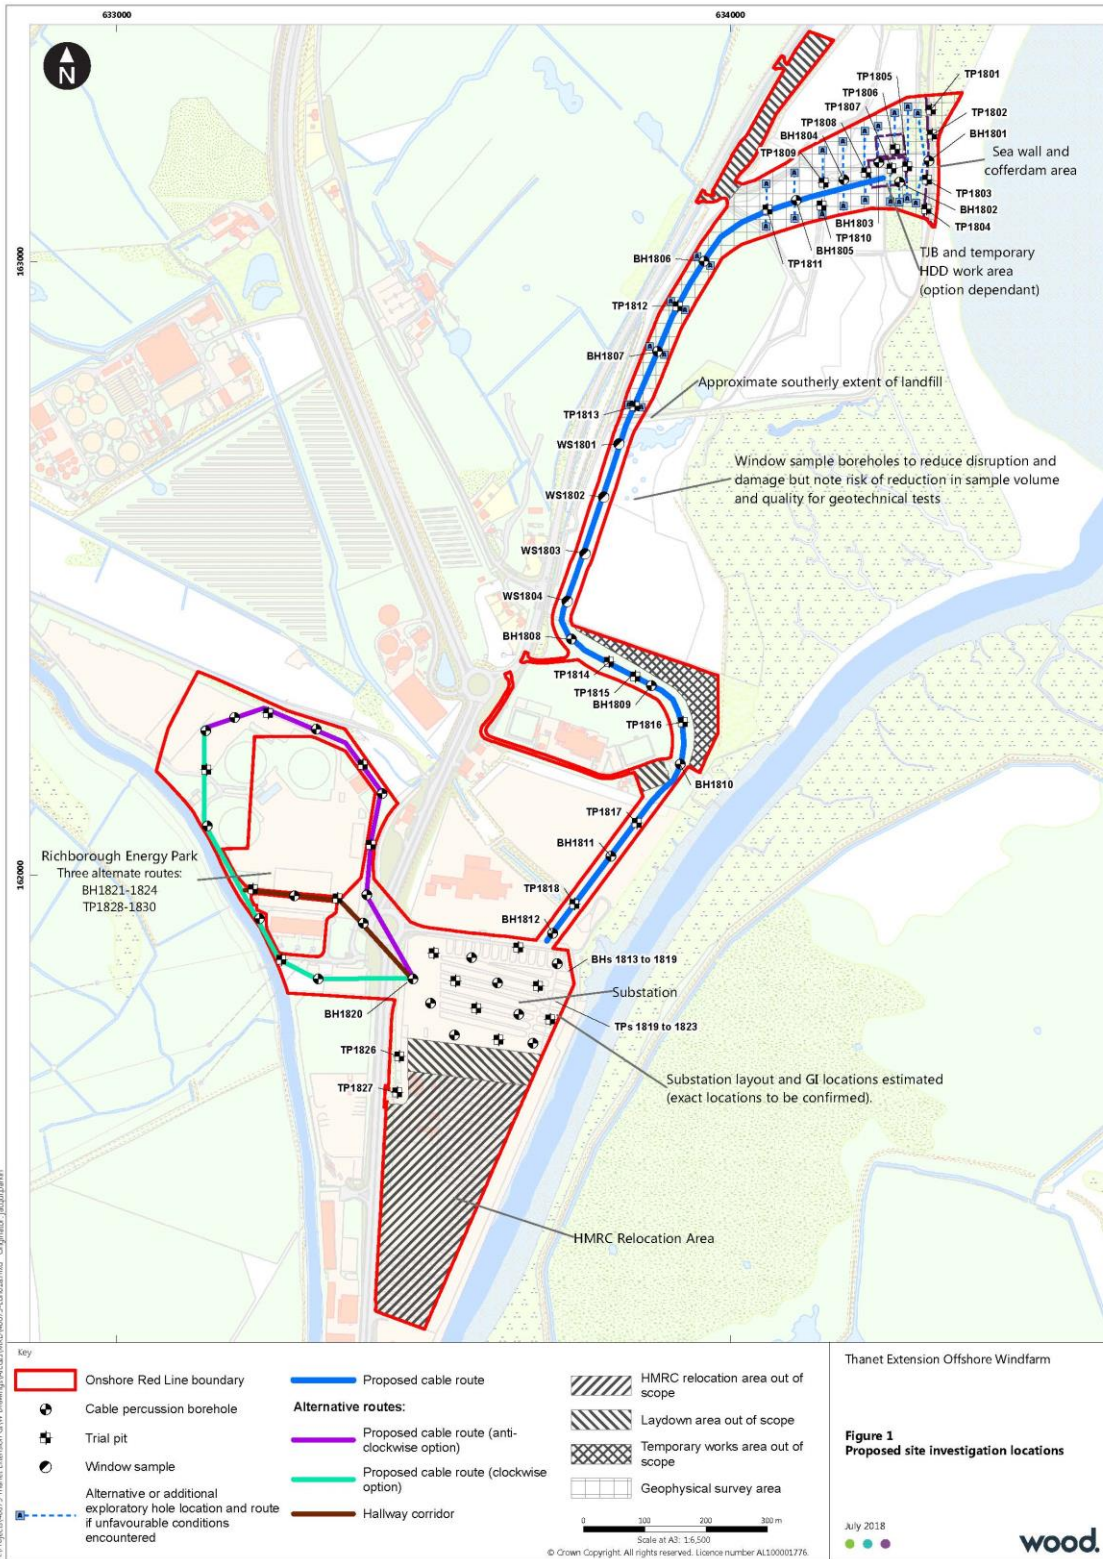 633000
634000
N
TP1805
TP1801
TP1806
TP1807
TP1802
TP1808
BH1804
BH1801
TP1809
Sea wall and
cofferdam area
TP1803
BH1802
BH1803
TP1804
TP1810
BH1805
TP1811
163000
BH1806
TJB and temporary
HDD work area
(option dependant)
TP1812
BH1807
Approximate southerly extent of landfill
TP1813
WS1801
Window sample boreholes to reduce disruption and
damage but note risk of reduction in sample volume
and quality for geotechnical tests
WS1802
WS1803
WS1804
BH1808
TP1814
TP1815
BH1809
TP1816
BH1810
TP1817
BH1811
162000
Richborough Energy Park
Three alternate routes:
BH1821-1824
TP1828-1830
TP1818
BH1812
BHs 1813 to 1819
Substation
BH1820
TPs 1819 to 1823
TP1826
Substation layout and GI locations estimated
(exact locations to be confirmed).
TP1827
HMRC Relocation Area
Key
Onshore Red Line boundary
Cable percussion borehole
Trial pit
Window sample
Alternative or additional
exploratory hole location and route
if unfavourable conditions
encountered
Proposed cable route
Alternative routes:
Proposed cable route (anti-
clockwise option)
Proposed cable route (clockwise
option)
Hallway corridor
HMRC relocation area out of
scope
Laydown area out of scope
Temporary works area out of
scope
Geophysical survey area
0 100 200 300 m
Scale at A3: 1:6,500
© Crown Copyright. All rights reserved. Licence number AL100001776.
Thanet Extension Offshore Windfarm
Figure 1
Proposed site investigation locations
July 2018
wood.